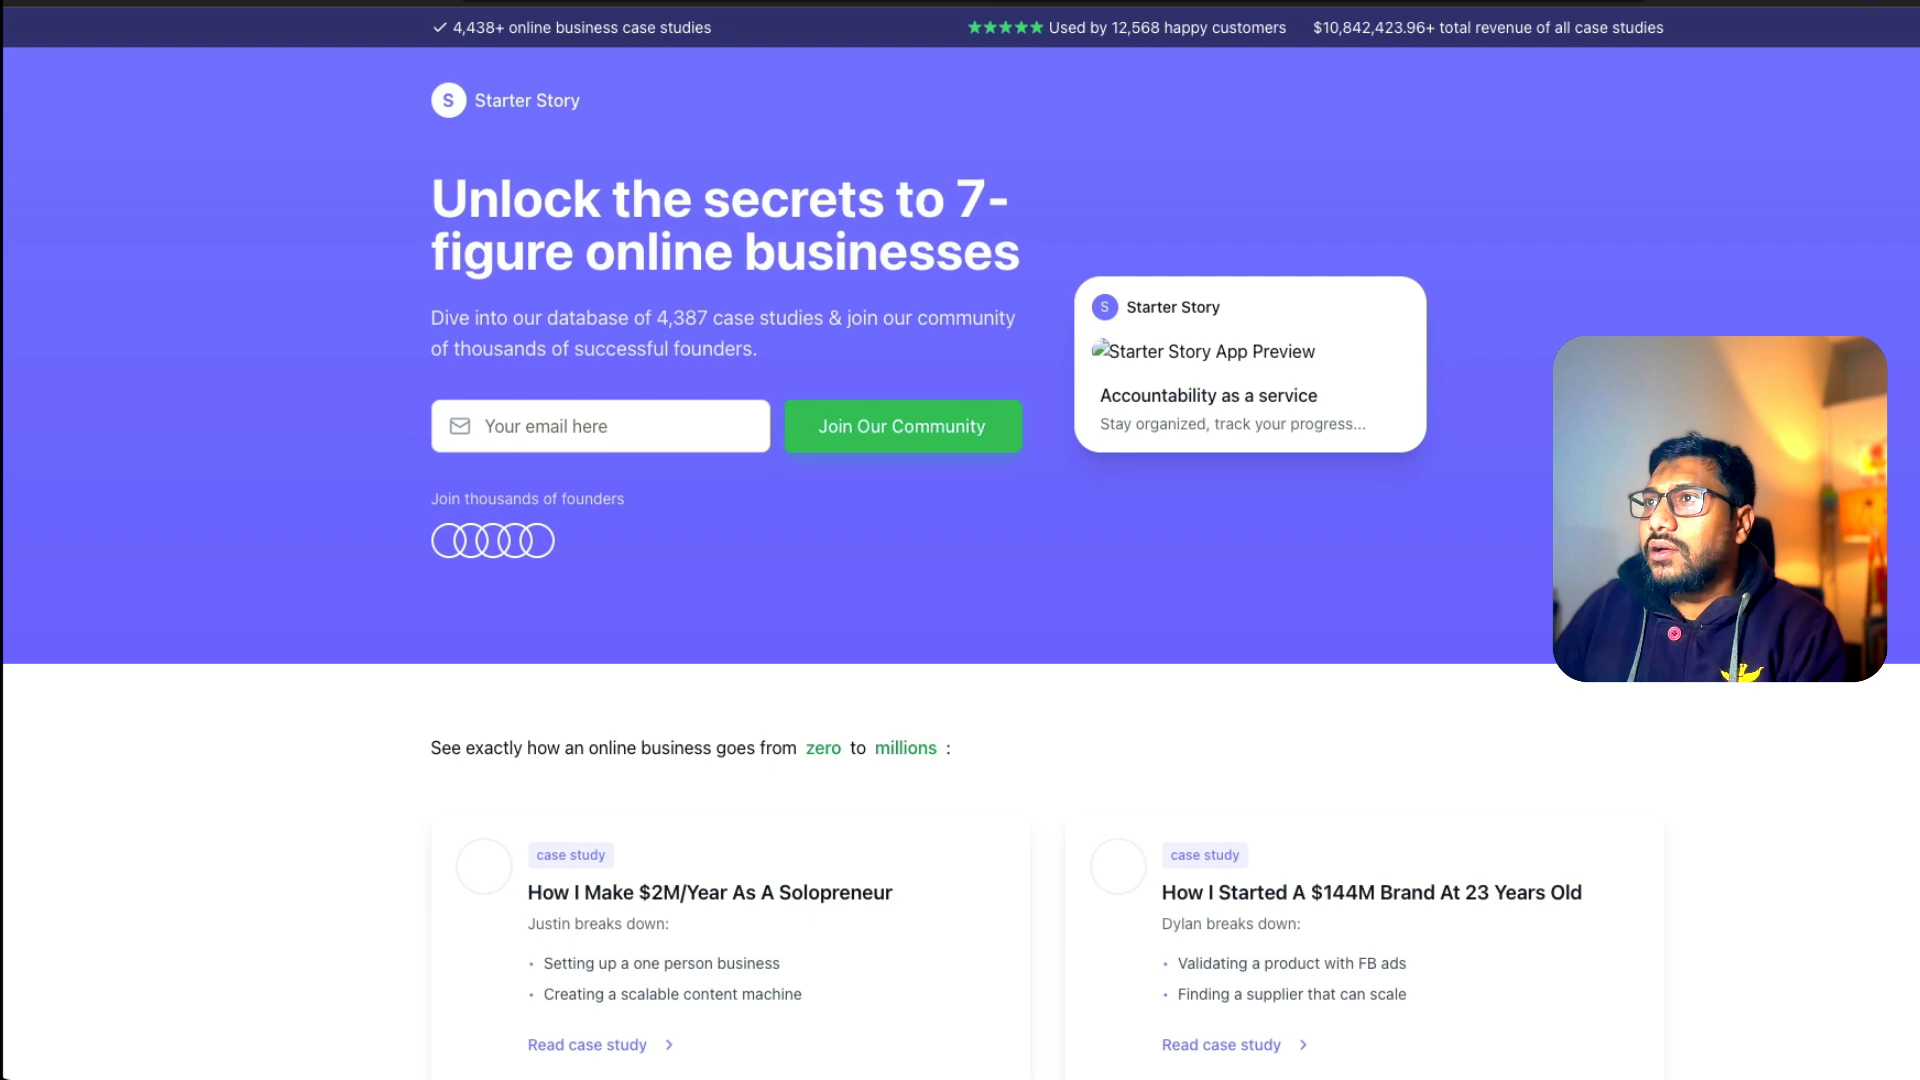 4,438+ online business case studies
Used by 12,568 happy customers
$10,842,423.96+ total revenue of all case studies
S Starter Story
Unlock the secrets to 7-
figure online businesses
Dive into our database of 4,387 case studies & join our community
of thousands of successful founders.
Your email here
Join Our Community
Join thousands of founders
S Starter Story
Starter Story App Preview
Accountability as a service
Stay organized, track your progress...
See exactly how an online business goes from zero to millions :
case study
How I Make $2M/Year As A Solopreneur
Justin breaks down:
• Setting up a one person business
• Creating a scalable content machine
Read case study
case study
How I Started A $144M Brand At 23 Years Old
Dylan breaks down:
• Validating a product with FB ads
• Finding a supplier that can scale
Read case study